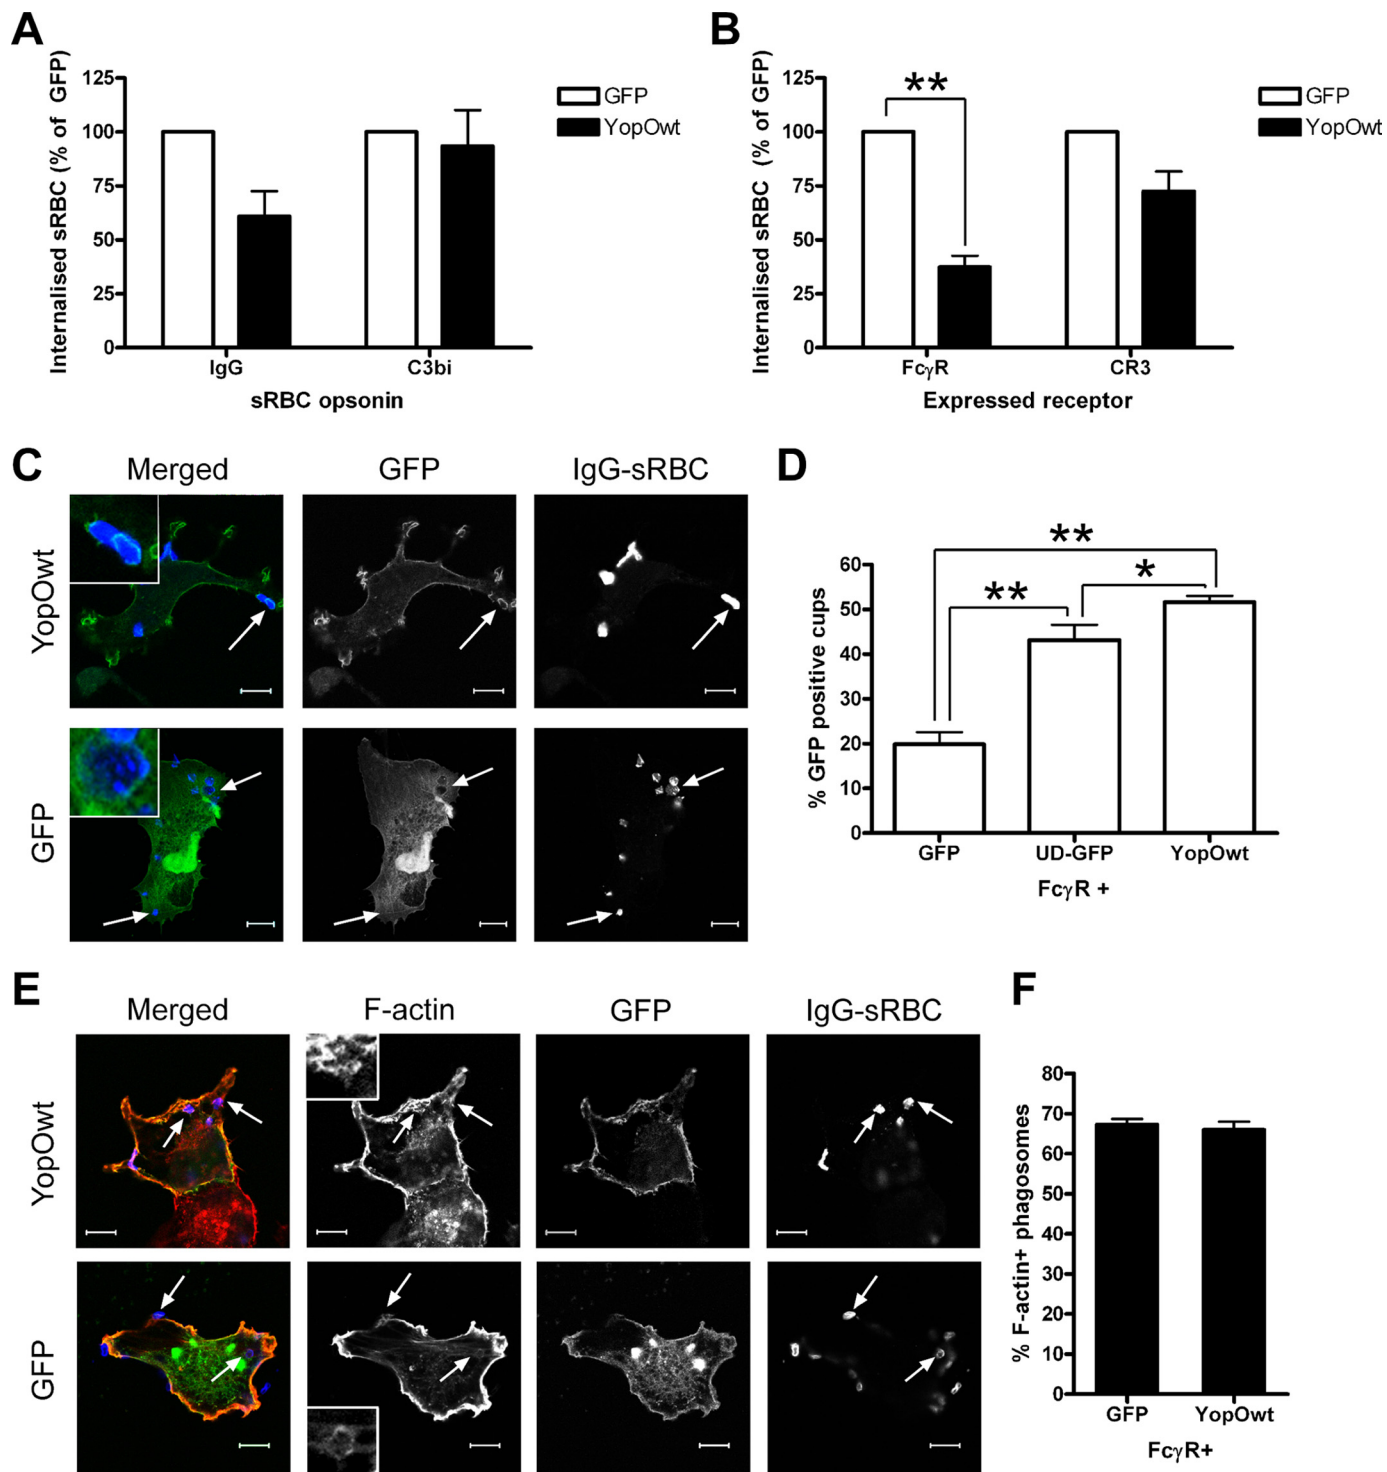 A
Internalised sRBC (% of GFP)
125
100
75
50
25
0
IgG
C3bi
sRBC opsonin
GFP
YopOwt
B
Internalised sRBC (% of GFP)
125
100
75
50
25
0
**
FcγR
CR3
Expressed receptor
GFP
YopOwt
C
Merged
GFP
IgG-sRBC
YopOwt
GFP
D
% GFP positive cups
60
50
40
30
20
10
0
**
**
*
GFP
UD-GFP
YopOwt
FcγR +
E
Merged
F-actin
GFP
IgG-sRBC
YopOwt
GFP
F
% F-actin+ phagosomes
80
70
60
50
40
30
20
10
0
GFP
YopOwt
FcγR+